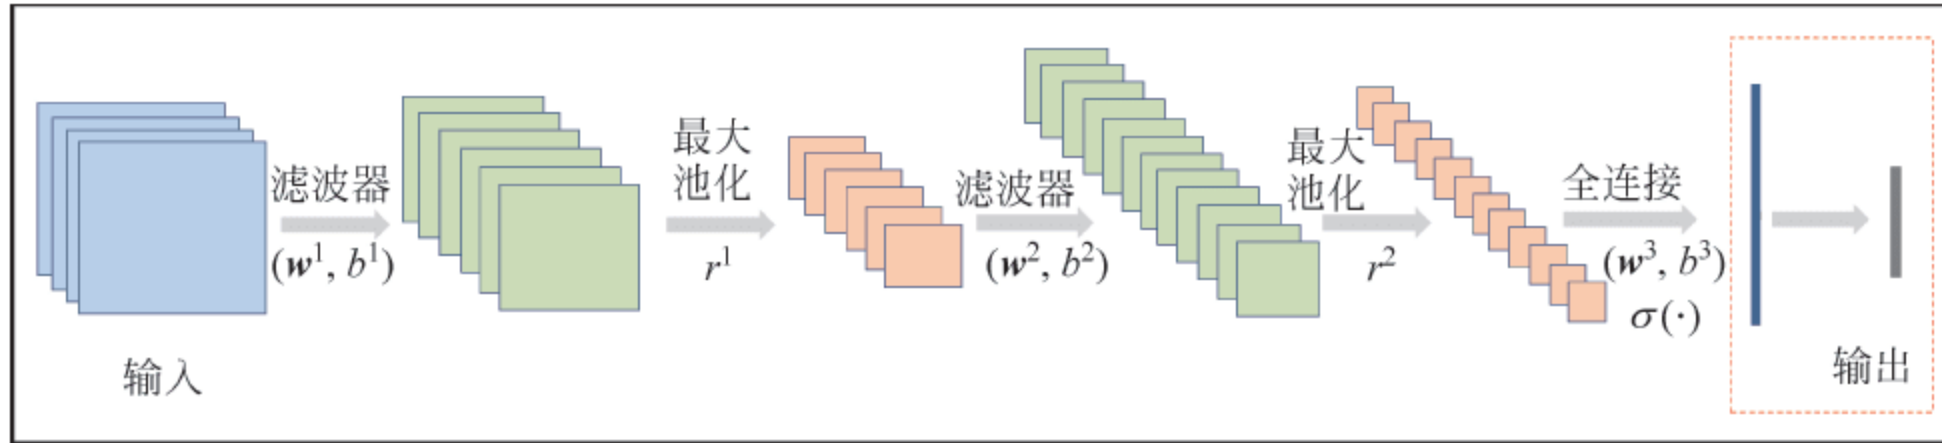 输入
滤波器
(w¹, b¹)
最大
池化
r¹
滤波器
(w², b²)
最大
池化
r²
全连接
(w³, b³)
σ(·)
输出